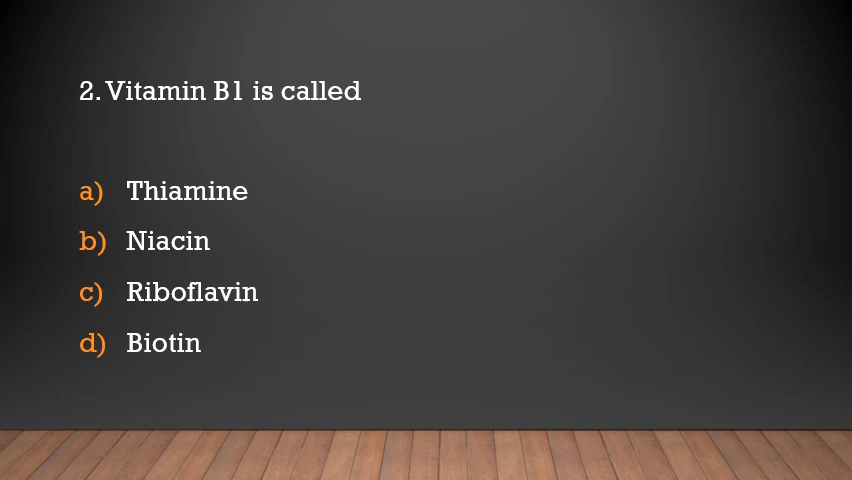 2. Vitamin B1 is called
a) Thiamine
b) Niacin
c) Riboflavin
d) Biotin